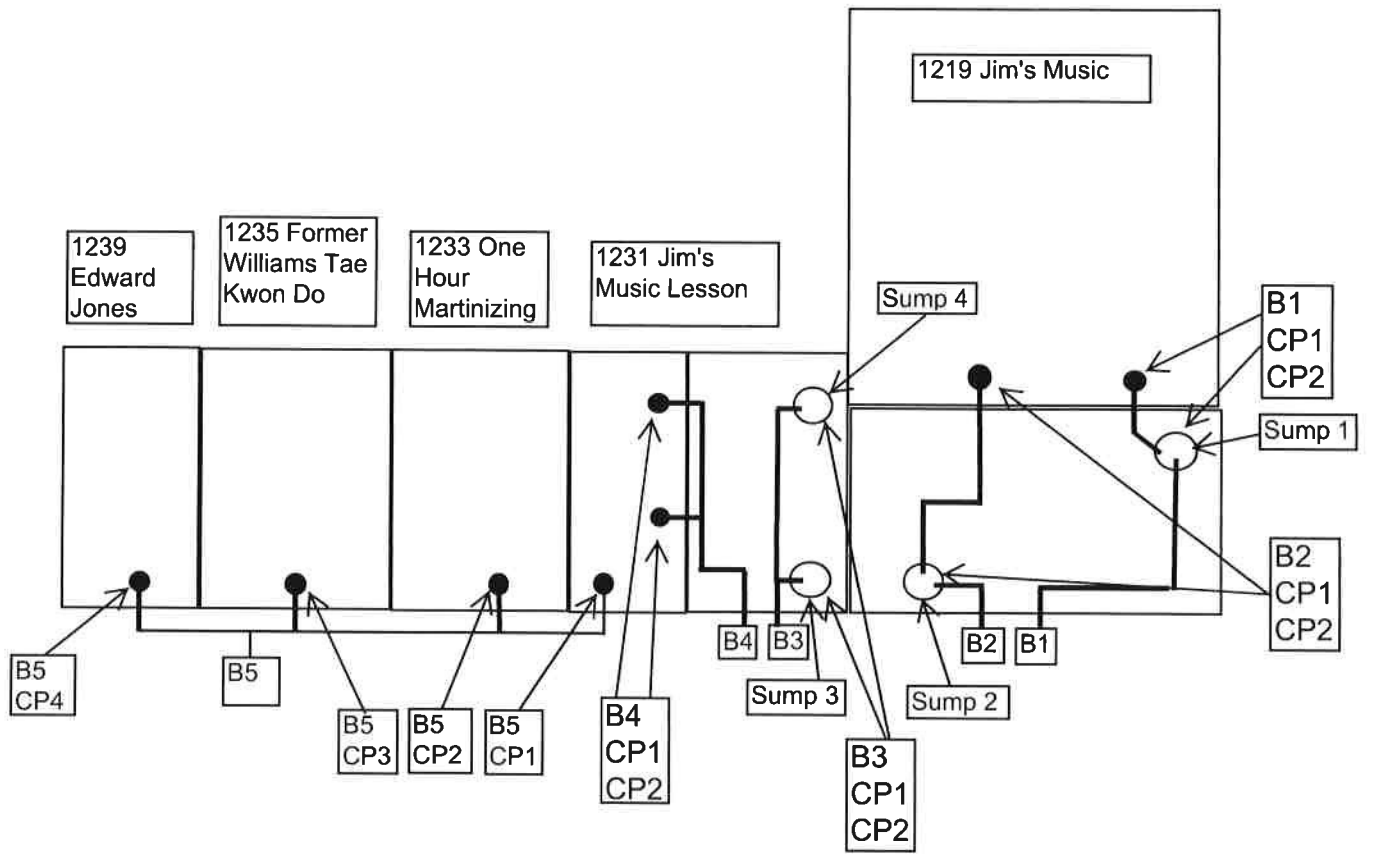 1219 Jim's Music
1239
Edward
Jones
1235 Former
Williams Tae
Kwon Do
1233 One
Hour
Martinizing
1231 Jim's
Music Lesson
Sump 4
B1
CP1
CP2
Sump 1
B2
CP1
CP2
B4
B3
B2
B1
B5
CP4
B5
Sump 3
Sump 2
B5
CP3
B5
CP2
B5
CP1
B4
CP1
CP2
B3
CP1
CP2